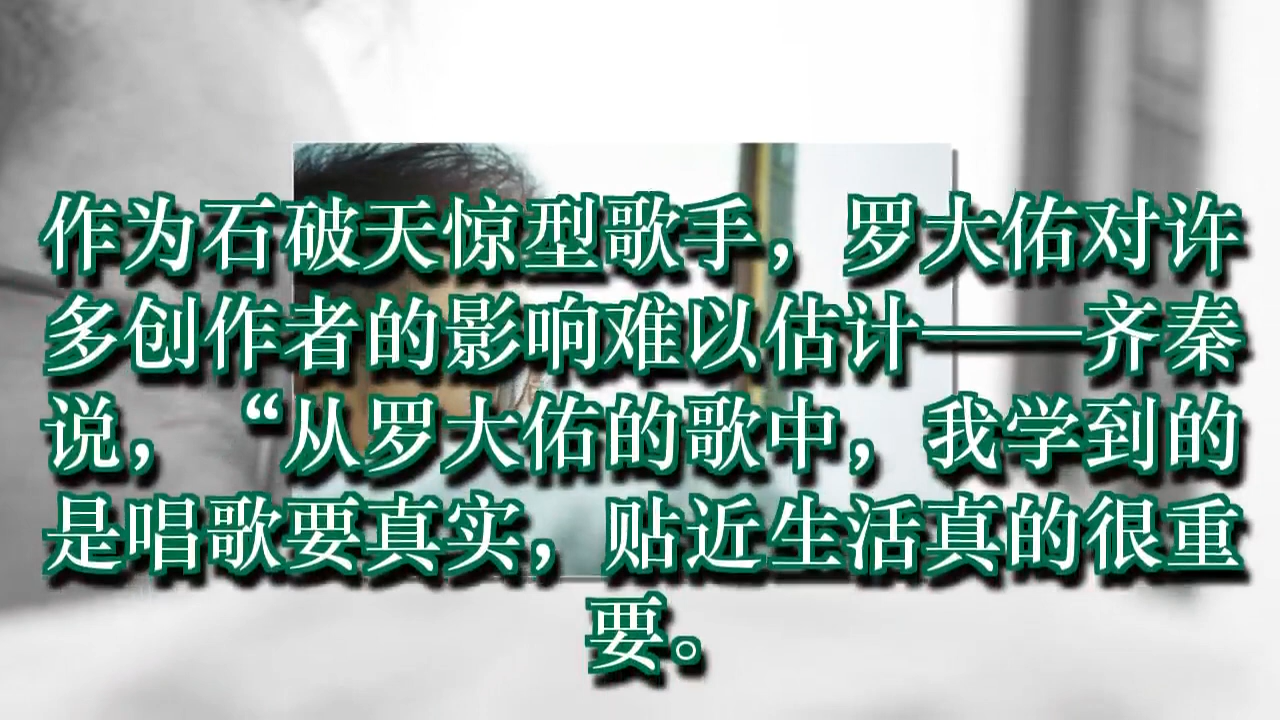 作为石破天惊型歌手，罗大佑对许
多创作者的影响难以估计——齐秦
说，“从罗大佑的歌中，我学到的
是唱歌要真实，贴近生活真的很重
要。